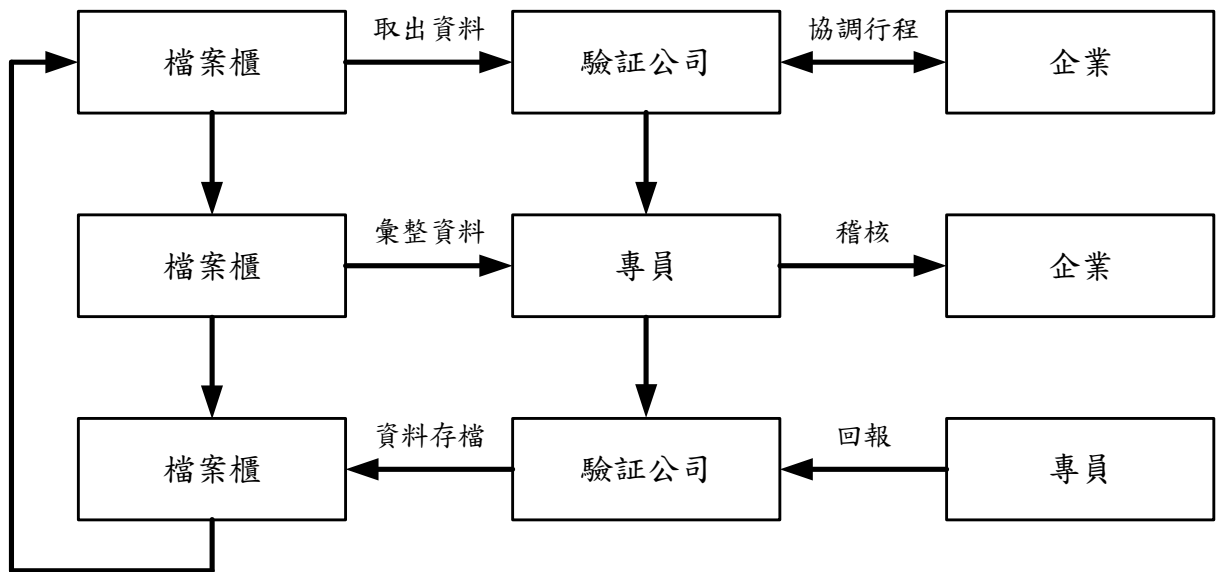 檔案櫃
取出資料
驗証公司
協調行程
企業
檔案櫃
彙整資料
專員
稽核
企業
檔案櫃
資料存檔
驗証公司
回報
專員